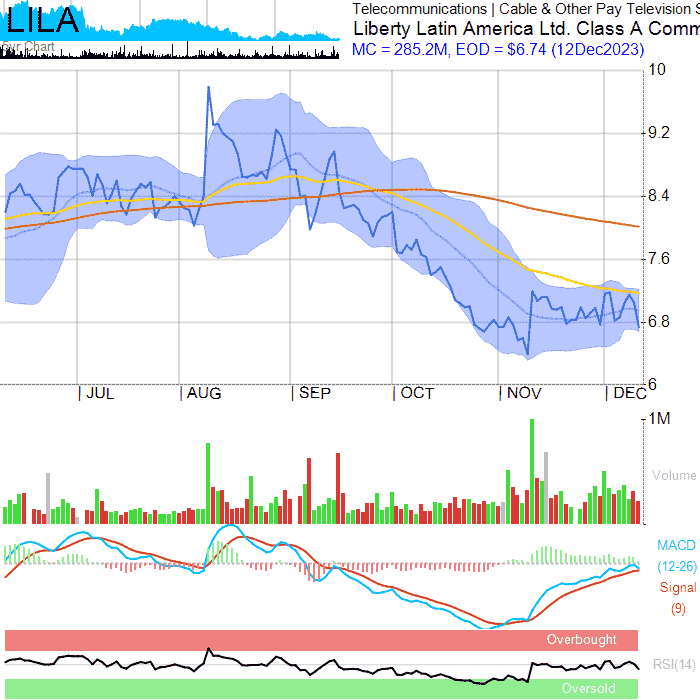 LILA
Telecommunications | Cable & Other Pay Television S
Liberty Latin America Ltd. Class A Comm
MC = 285.2M, EOD = $6.74 (12Dec2023)
Chart
10
9.2
8.4
7.6
6.8
6
JUL AUG SEP OCT NOV DEC
1M
Volume
MACD
(12-26)
Signal
(9)
Overbought
RSI(14)
Oversold